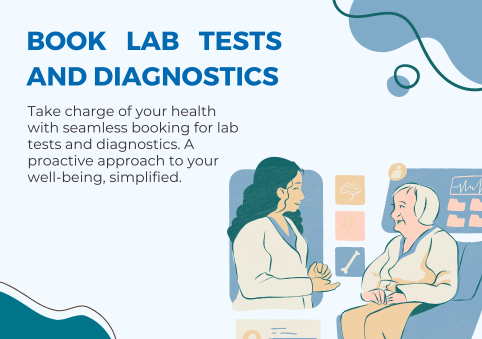 BOOK LAB TESTS
AND DIAGNOSTICS
Take charge of your health
with seamless booking for lab
tests and diagnostics. A
proactive approach to your
well-being, simplified.